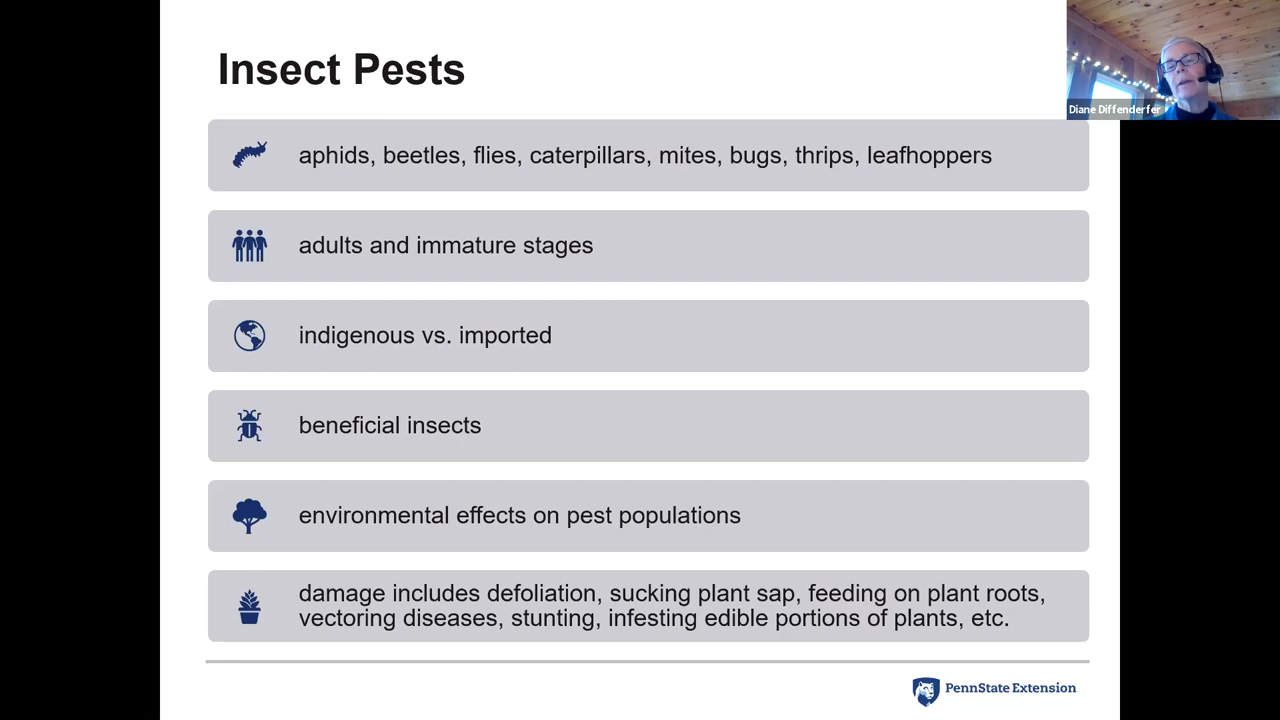 Insect Pests
Diane Diffenderfer
aphids, beetles, flies, caterpillars, mites, bugs, thrips, leafhoppers
adults and immature stages
indigenous vs. imported
beneficial insects
environmental effects on pest populations
damage includes defoliation, sucking plant sap, feeding on plant roots,
vectoring diseases, stunting, infesting edible portions of plants, etc.
PennState Extension